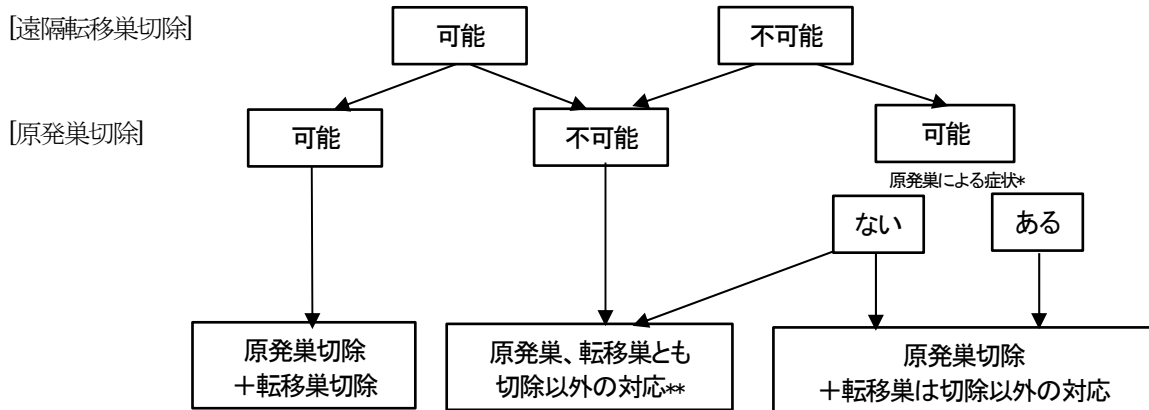 [遠隔転移巣切除]
可能
不可能
[原発巣切除]
可能
不可能
可能
原発巣による症状*
ない
ある
原発巣切除
＋転移巣切除
原発巣、転移巣とも
切除以外の対応**
原発巣切除
＋転移巣は切除以外の対応